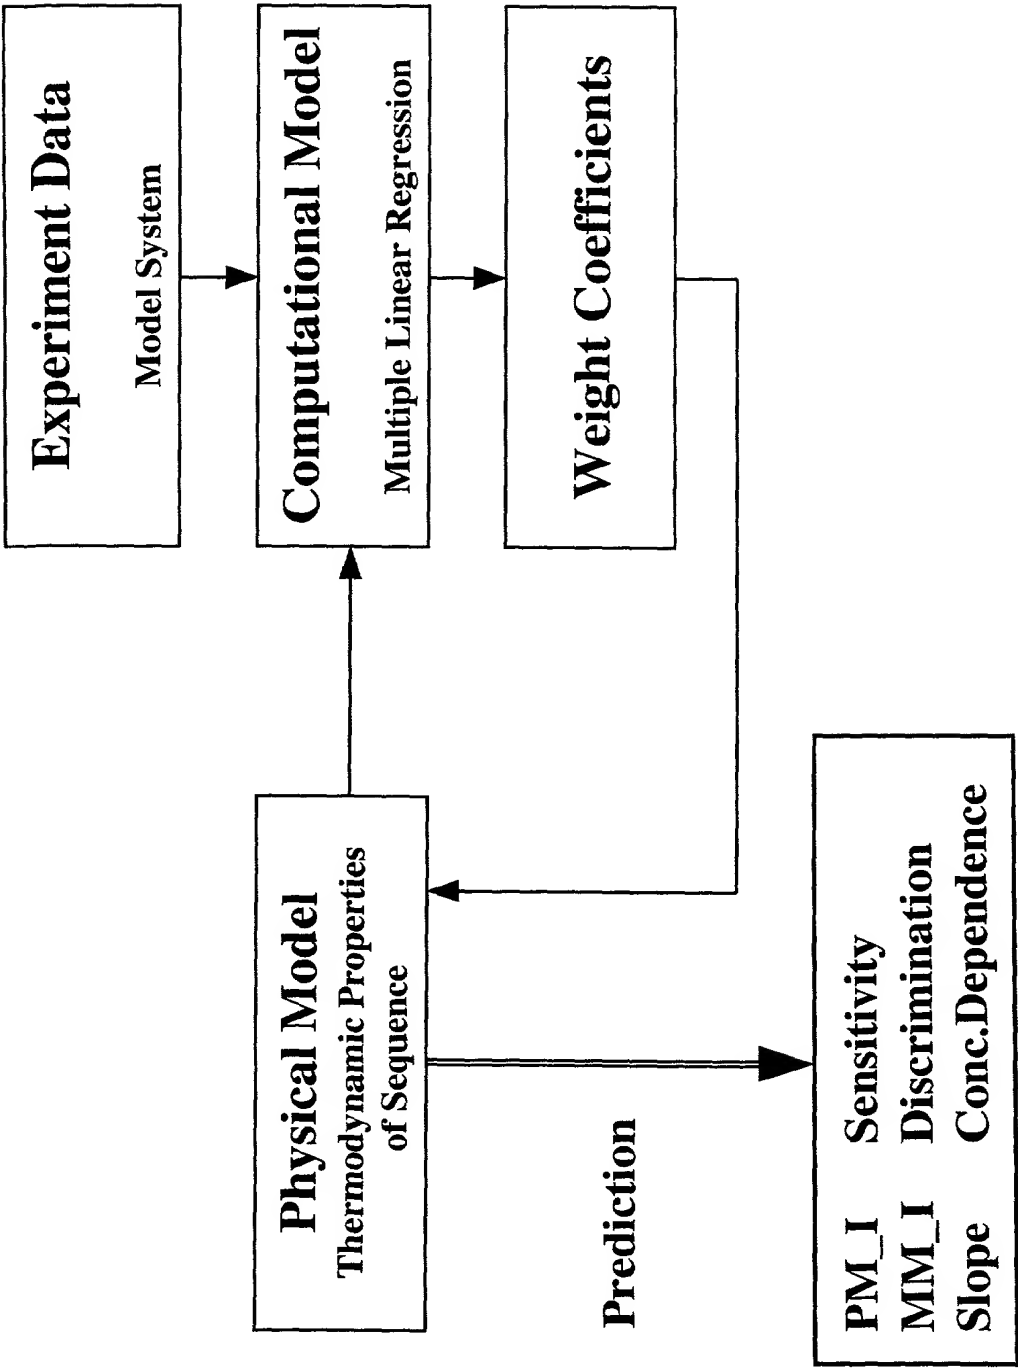 Experiment Data
Model System
Computational Model
Multiple Linear Regression
Weight Coefficients
Physical Model
Thermodynamic Properties
of Sequence
Prediction
PM_I Sensitivity
MM_I Discrimination
Slope Conc.Dependence